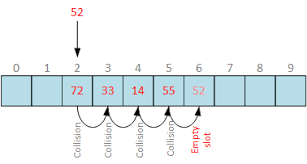 52
0 1 2 3 4 5 6 7 8 9
72 33 14 55 52
Collision
Collision
Collision
Collision
Empty
slot